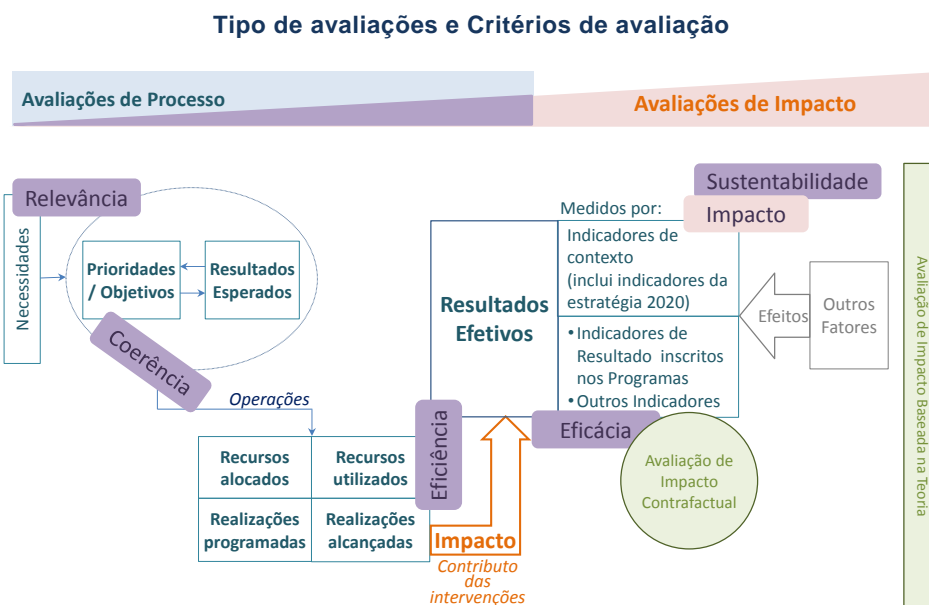 Tipo de avaliações e Critérios de avaliação
Avaliações de Processo
Avaliações de Impacto
Relevância
Necessidades
Prioridades
/ Objetivos
Resultados
Esperados
Coerência
Operações
Recursos
alocados
Recursos
utilizados
Realizações
programadas
Realizações
alcançadas
Eficiência
Resultados
Efetivos
Medidos por:
Sustentabilidade
Impacto
Indicadores de
contexto
(inclui indicadores da
estratégia 2020)
•Indicadores de
Resultado inscritos
nos Programas
•Outros Indicadores
Eficácia
Efeitos
Outros
Fatores
Avaliação de
Impacto
Contrafactual
Impacto
Contributo
das
intervenções
Avaliação de Impacto Baseada na Teoria